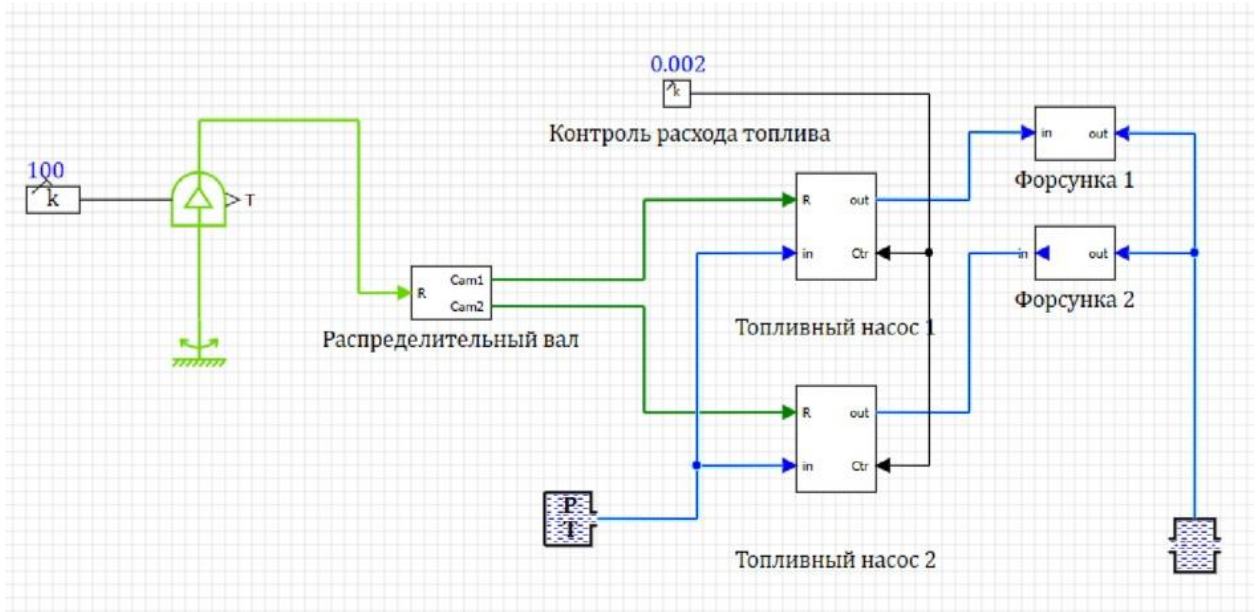 0.002
k
Контроль расхода топлива
in out
Форсунка 1
100
k
T
R out
in Ctr
Топливный насос 1
in out
Форсунка 2
R Cam1
Cam2
Распределительный вал
R out
in Ctr
Топливный насос 2
P
T